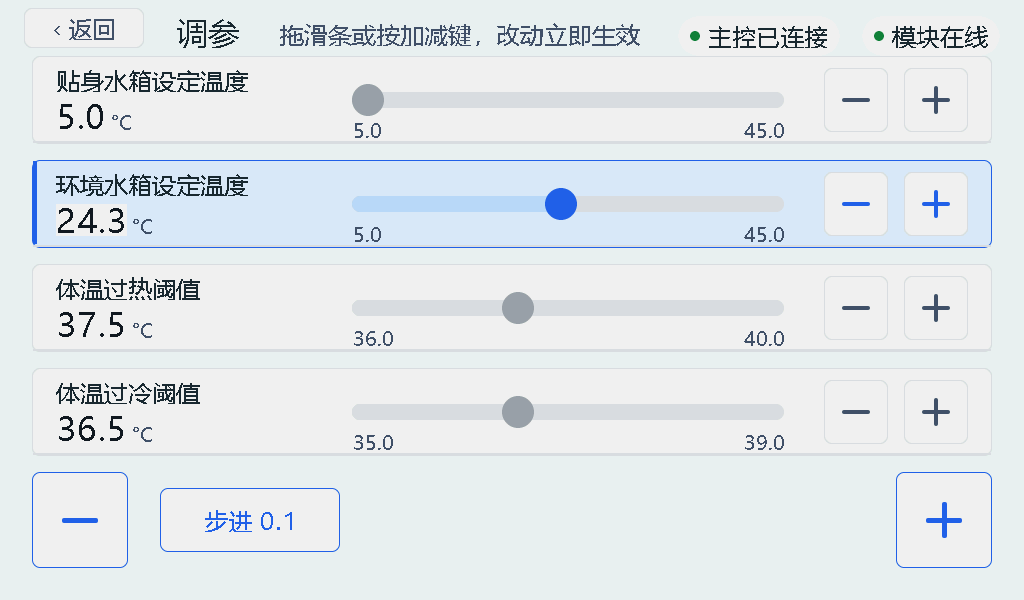 ‹ 返回
调参
拖滑条或按加减键，改动立即生效
主控已连接
模块在线
贴身水箱设定温度
5.0 °C
5.0
45.0
环境水箱设定温度
24.3 °C
5.0
45.0
体温过热阈值
37.5 °C
36.0
40.0
体温过冷阈值
36.5 °C
35.0
39.0
步进 0.1